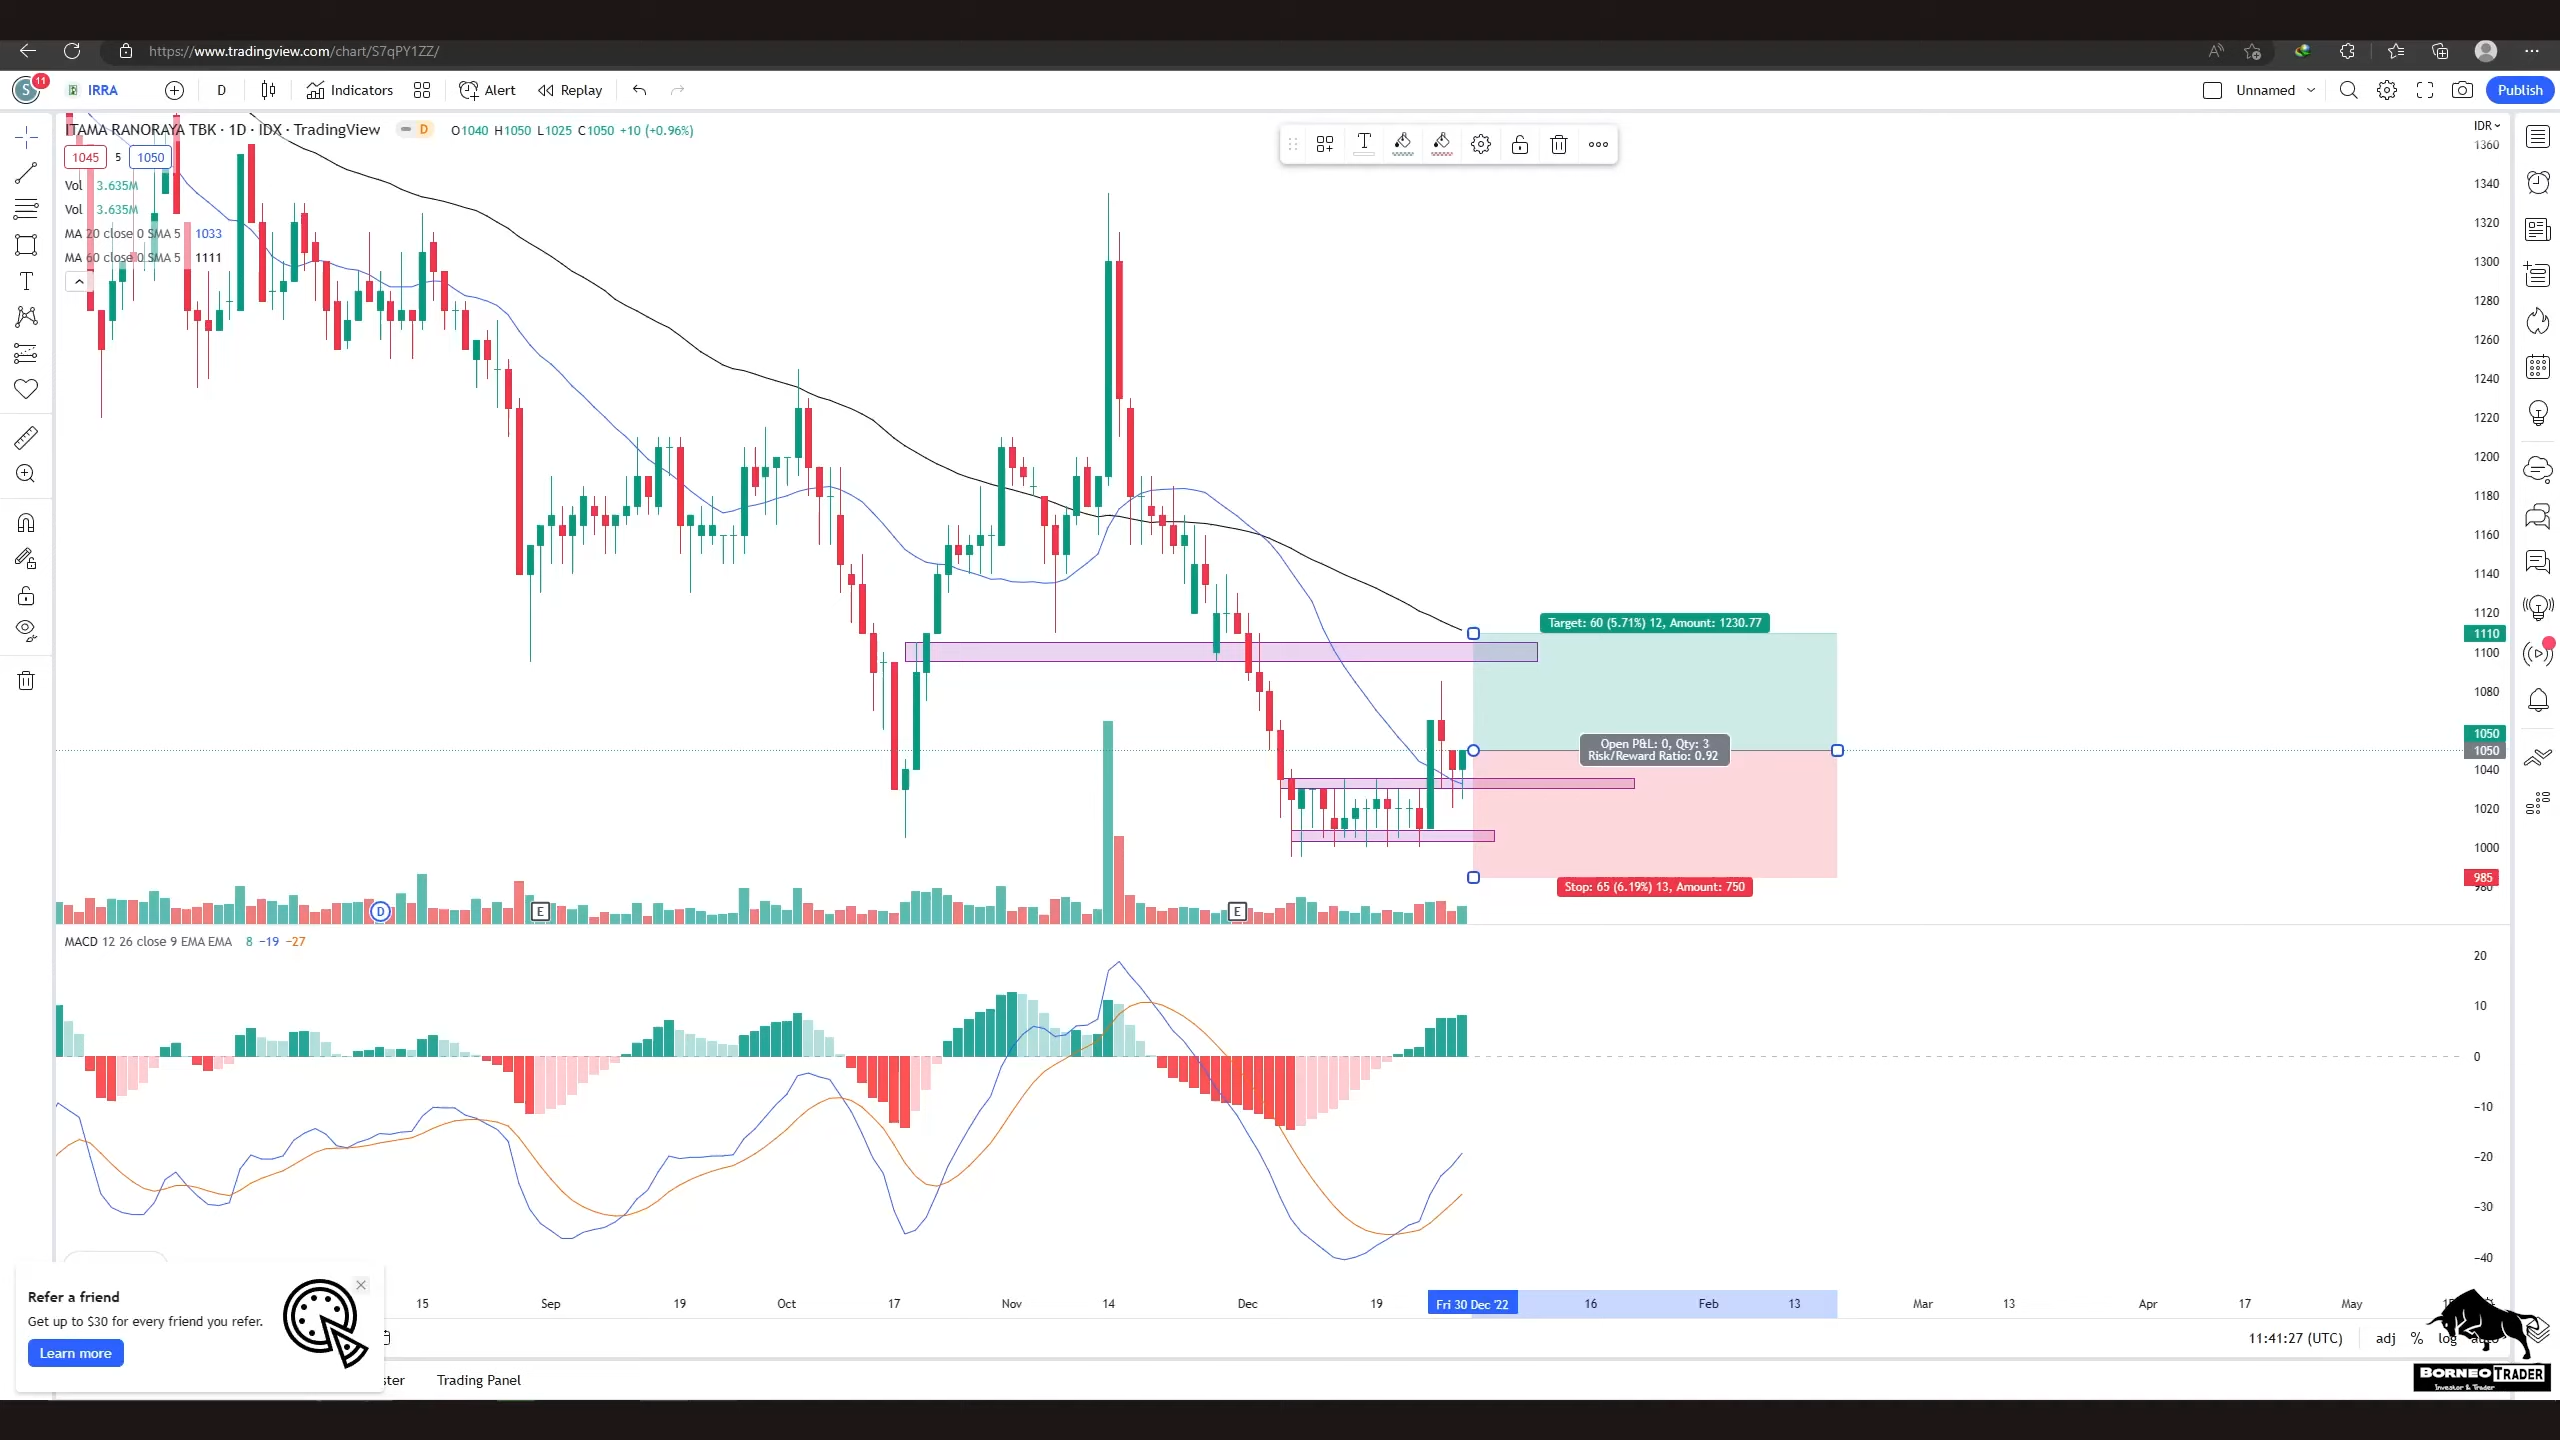 https://www.tradingview.com/chart/S7qPY1ZZ/
S 11 IRRA D Indicators Alert Replay Unnamed Publish
ITAMA RANORAYA TBK · 1D · IDX · TradingView D O1040 H1050 L1025 C1050 +10 (+0.96%)
1045 5 1050
Vol 3.635M
Vol 3.635M
MA 20 close 0 SMA 5 1033
MA 60 close 0 SMA 5 1111
IDR
1360
1340
1320
1300
1280
1260
1240
1220
1200
1180
1160
1140
1120
1110
1100
1080
1050
1050
1040
1020
1000
985
980
Target: 60 (5.71%) 12, Amount: 1230.77
Open P&L: 0, Qty: 3
Risk/Reward Ratio: 0.92
Stop: 65 (6.19%) 13, Amount: 750
D E E
MACD 12 26 close 9 EMA EMA 8 −19 −27
20
10
0
−10
−20
−30
−40
15 Sep 19 Oct 17 Nov 14 Dec 19 Fri 30 Dec '22 16 Feb 13 Mar 13 Apr 17 May
Refer a friend
Get up to $30 for every friend you refer.
Learn more
11:41:27 (UTC) adj % log
ster Trading Panel
BORNEO TRADER
Investor & Trader